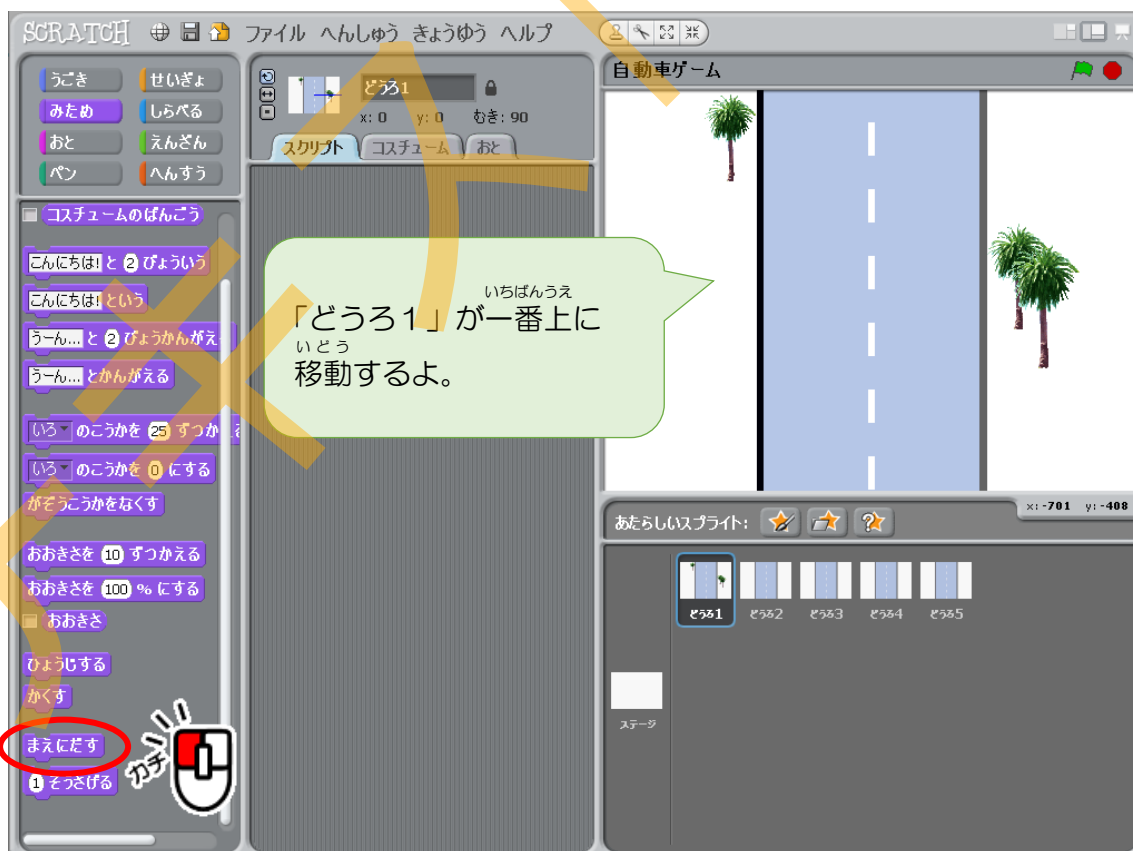 SCRATCH ファイル へんしゅう きょうゆう ヘルプ
うごき せいぎょ
みため しらべる
おと えんざん
ペン へんすう
コスチュームのばんごう
こんにちは! と 2 びょういう
こんにちは! という
うーん... と 2 びょうかんがえ
うーん... とかんがえる
いろ のこうかを 25 ずつかえる
いろ のこうかを 0 にする
がぞうこうかをなくす
おおきさを 10 ずつかえる
おおきさを 100 % にする
おおきさ
ひょうじする
かくす
まえにだす
1 そうさげる
カチ
どうろ1
x: 0 y: 0 むき: 90
スクリプト コスチューム おと
いちばんうえ
「どうろ１」が一番上に
いどう
移動するよ。
自動車ゲーム
x: -701 y: -408
あたらしいスプライト:
どうろ1 どうろ2 どうろ3 どうろ4 どうろ5
ステージ